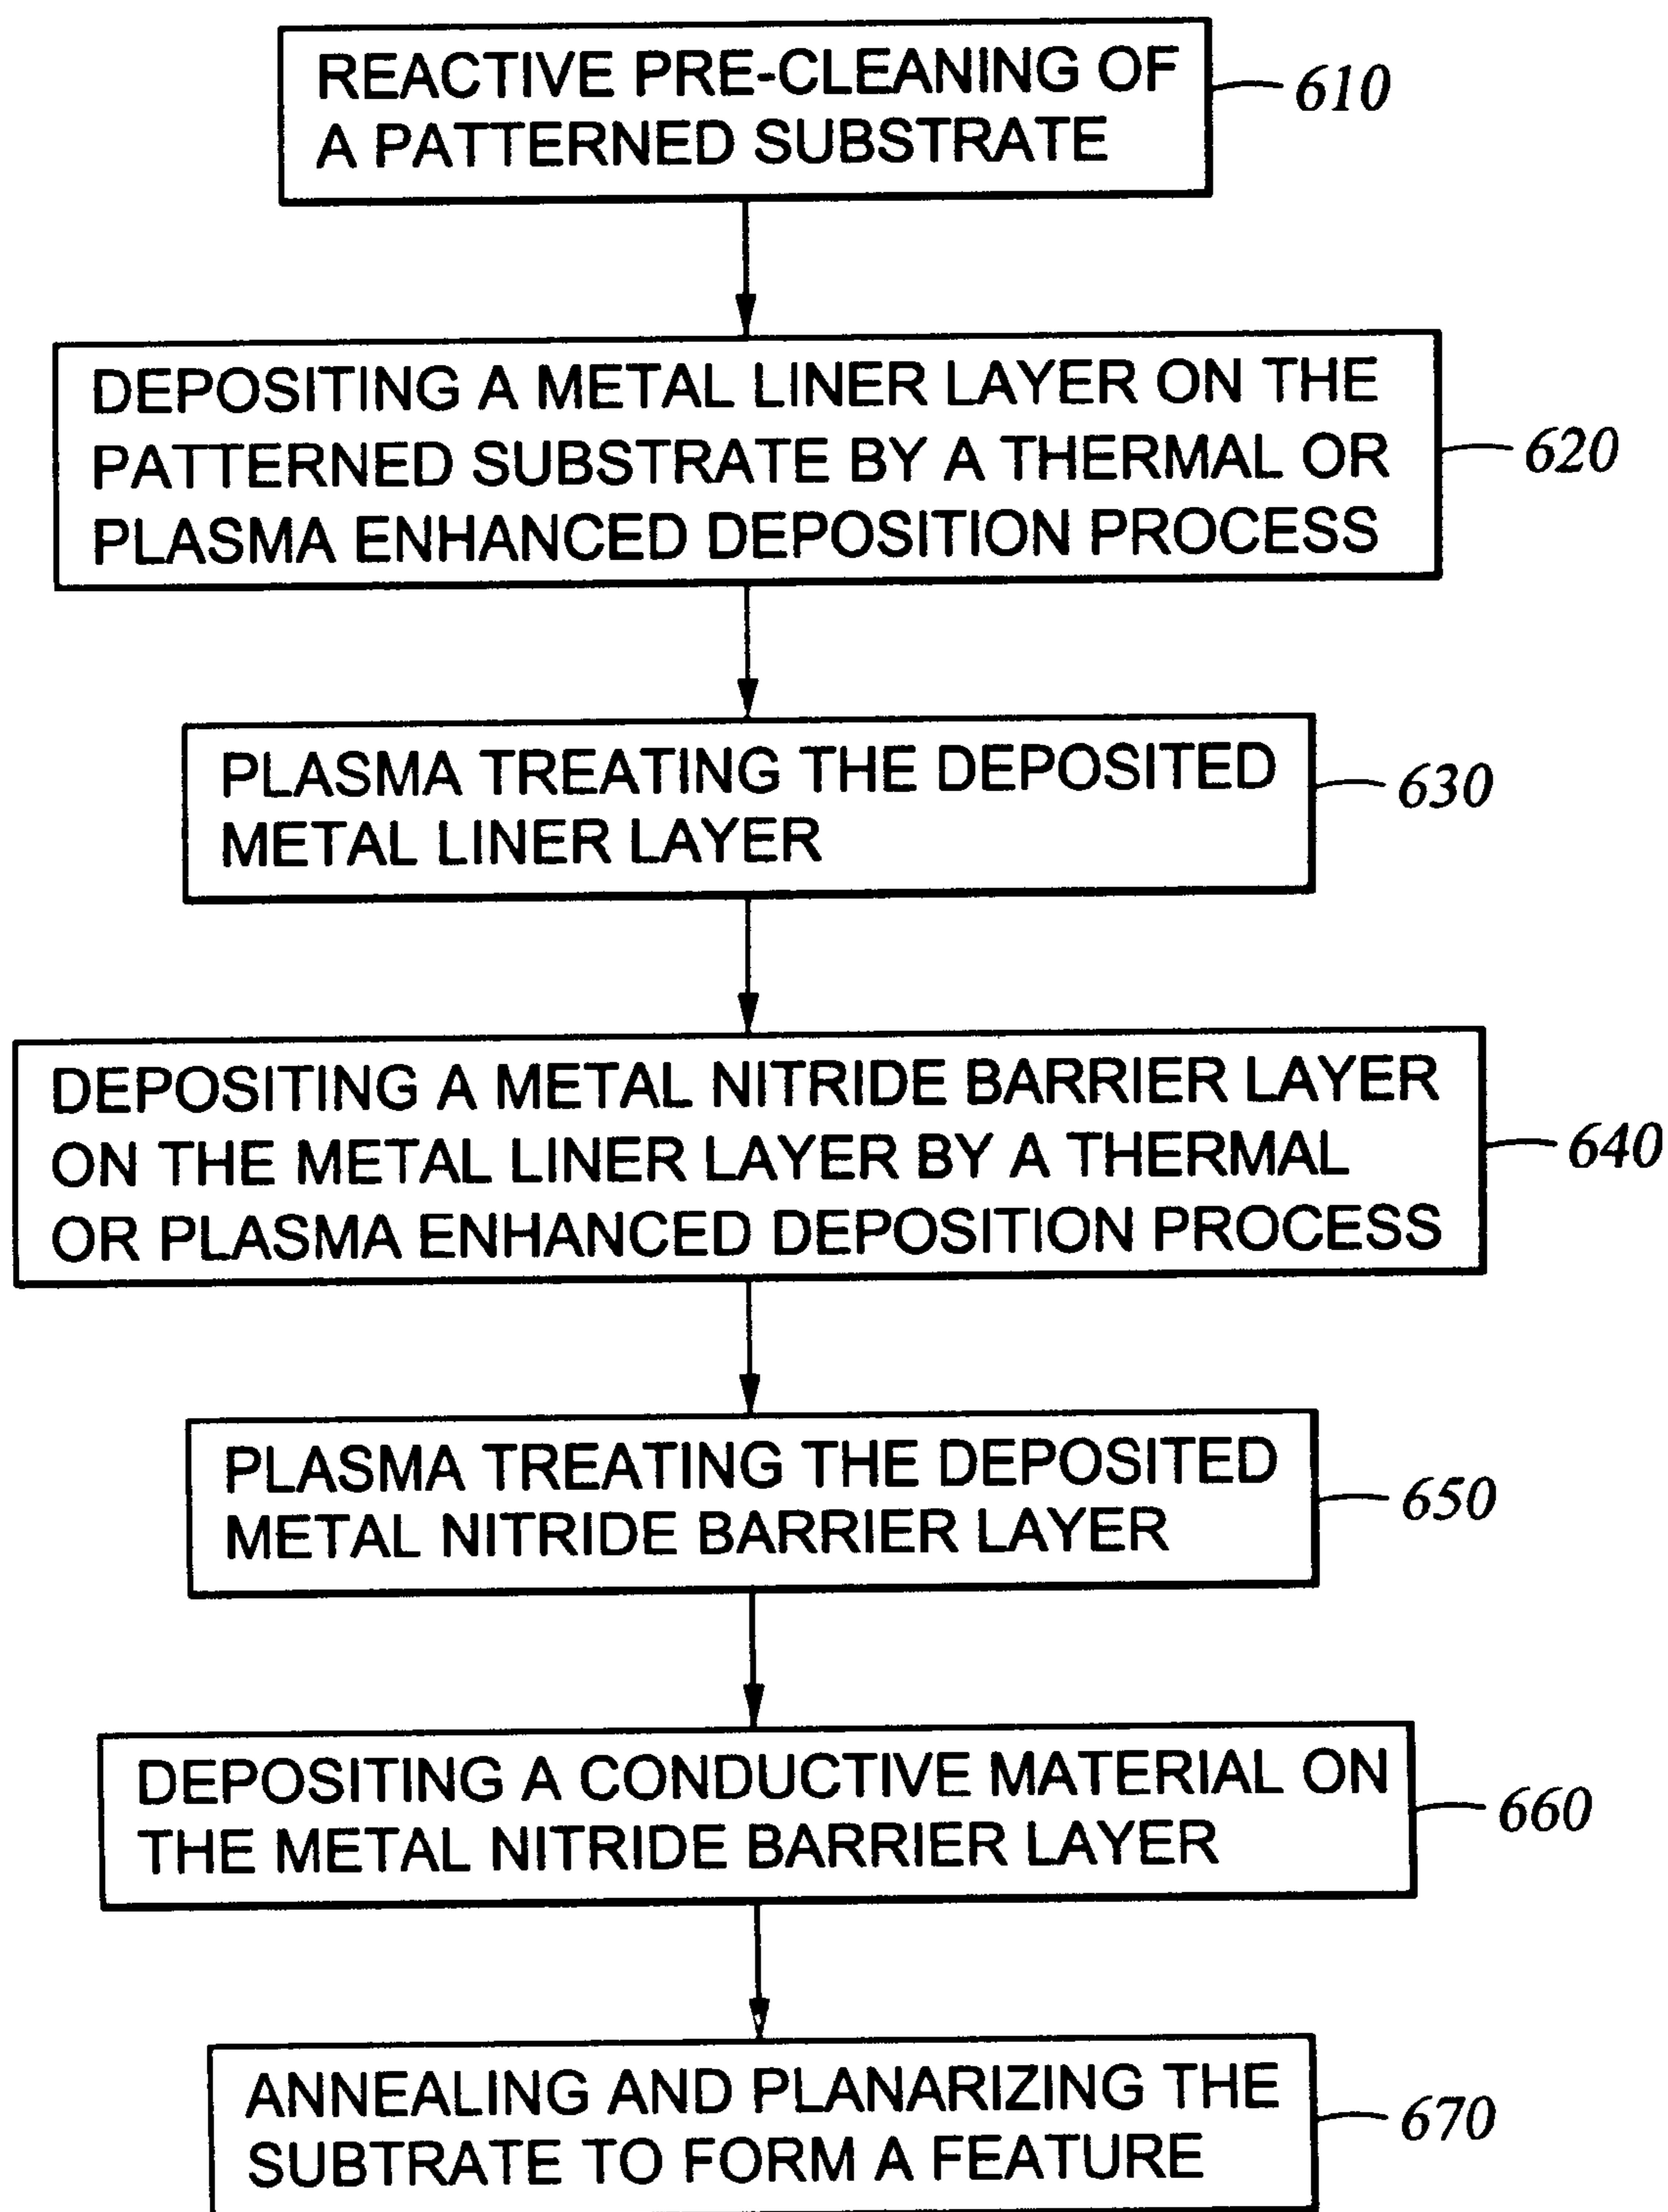 REACTIVE PRE-CLEANING OF
A PATTERNED SUBSTRATE
610
DEPOSITING A METAL LINER LAYER ON THE
PATTERNED SUBSTRATE BY A THERMAL OR
PLASMA ENHANCED DEPOSITION PROCESS
620
PLASMA TREATING THE DEPOSITED
METAL LINER LAYER
630
DEPOSITING A METAL NITRIDE BARRIER LAYER
ON THE METAL LINER LAYER BY A THERMAL
OR PLASMA ENHANCED DEPOSITION PROCESS
640
PLASMA TREATING THE DEPOSITED
METAL NITRIDE BARRIER LAYER
650
DEPOSITING A CONDUCTIVE MATERIAL ON
THE METAL NITRIDE BARRIER LAYER
660
ANNEALING AND PLANARIZING THE
SUBTRATE TO FORM A FEATURE
670